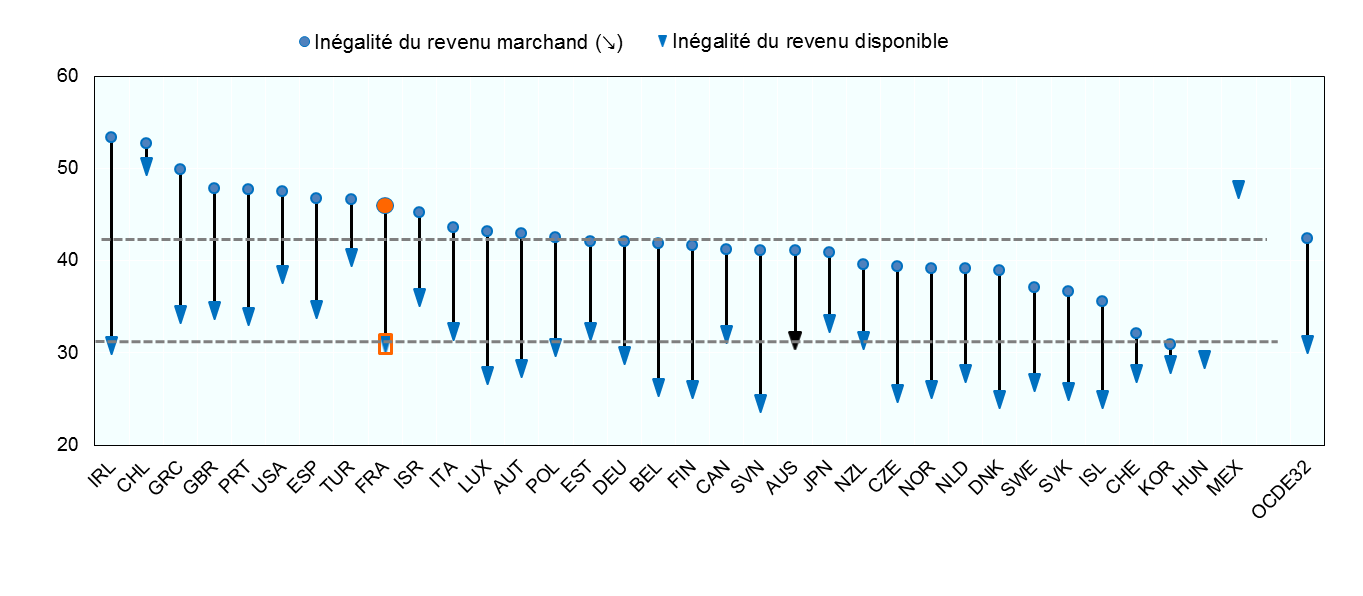 Inégalité du revenu marchand (↘) Inégalité du revenu disponible
60
50
40
30
20
IRL CHL GRC GBR PRT USA ESP TUR FRA ISR ITA LUX AUT POL EST DEU BEL FIN CAN SVN AUS JPN NZL CZE NOR NLD DNK SWE SVK ISL CHE KOR HUN MEX OCDE32